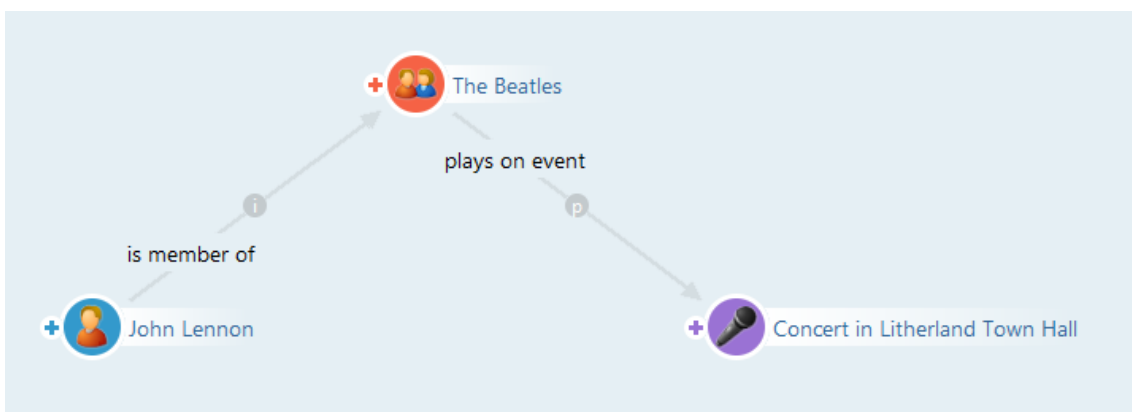 The Beatles
plays on event
i
p
is member of
John Lennon
Concert in Litherland Town Hall